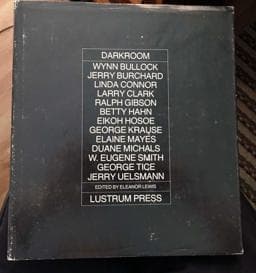 DARKROOM
WYNN BULLOCK
JERRY BURCHARD
LINDA CONNOR
LARRY CLARK
RALPH GIBSON
BETTY HAHN
EIKOH HOSOE
GEORGE KRAUSE
ELAINE MAYES
DUANE MICHALS
W. EUGENE SMITH
GEORGE TICE
JERRY UELSMANN
EDITED BY ELEANOR LEWIS
LUSTRUM PRESS